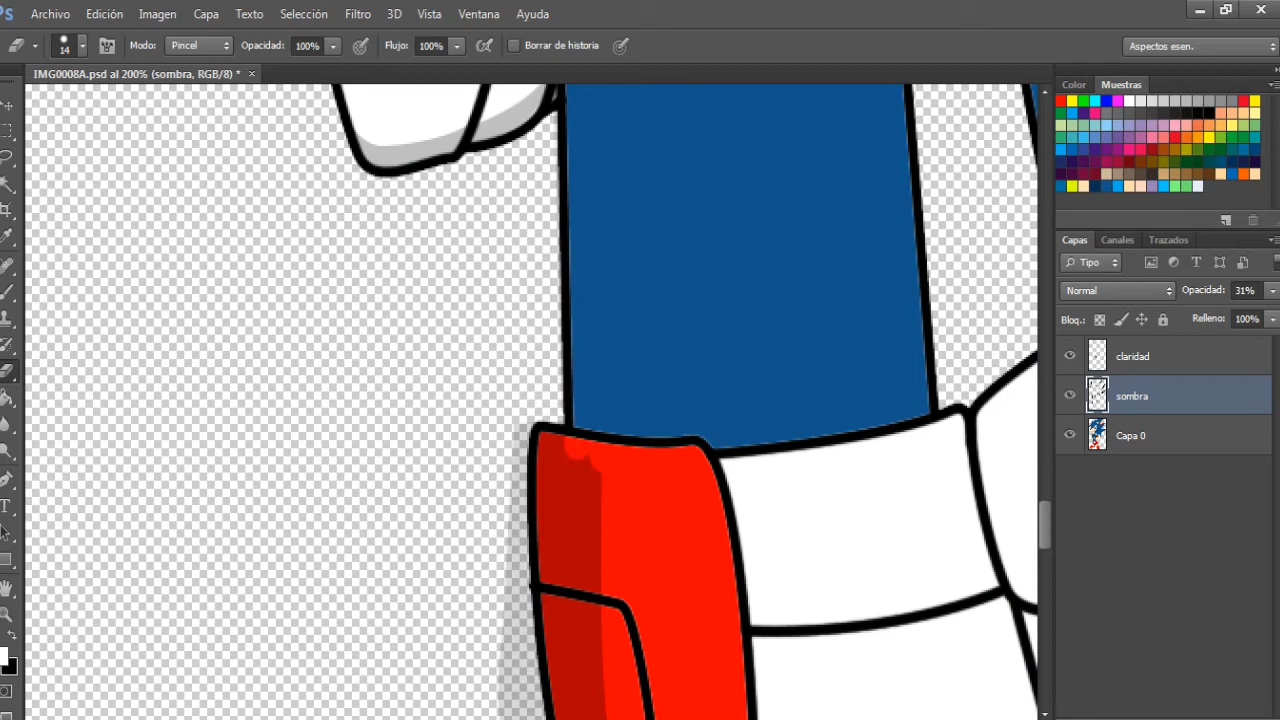 Ps Archivo Edición Imagen Capa Texto Selección Filtro 3D Vista Ventana Ayuda
14 Modo: Pincel Opacidad: 100% Flujo: 100% Borrar de historia Aspectos esen.
IMG0008A.psd al 200% (sombra, RGB/8) * ×
Color Muestras
Capas Canales Trazados
Tipo
Normal Opacidad: 31%
Bloq.: Relleno: 100%
claridad
sombra
Capa 0